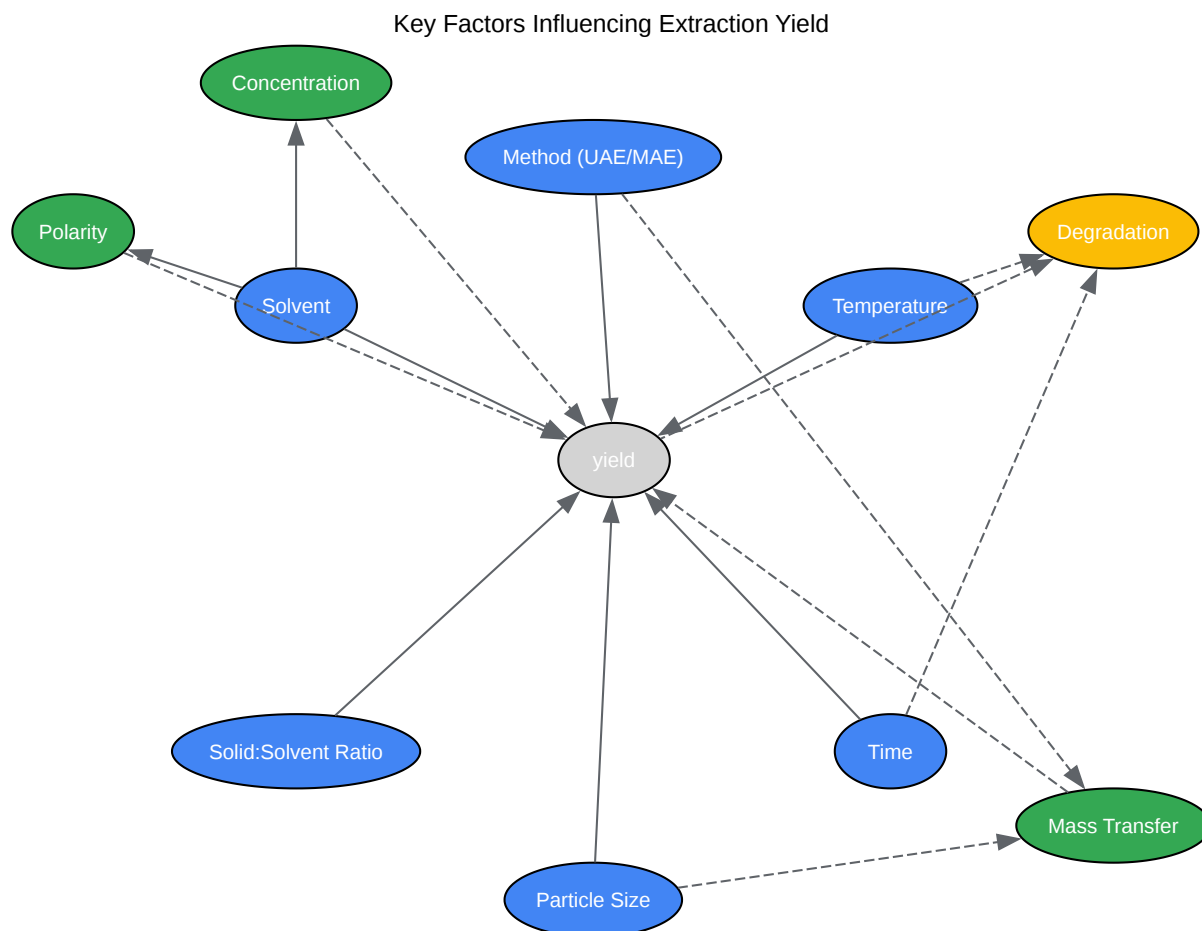 Key Factors Influencing Extraction Yield
Concentration
Method (UAE/MAE)
Polarity
Degradation
Solvent
Temperature
yield
Solid:Solvent Ratio
Time
Mass Transfer
Particle Size